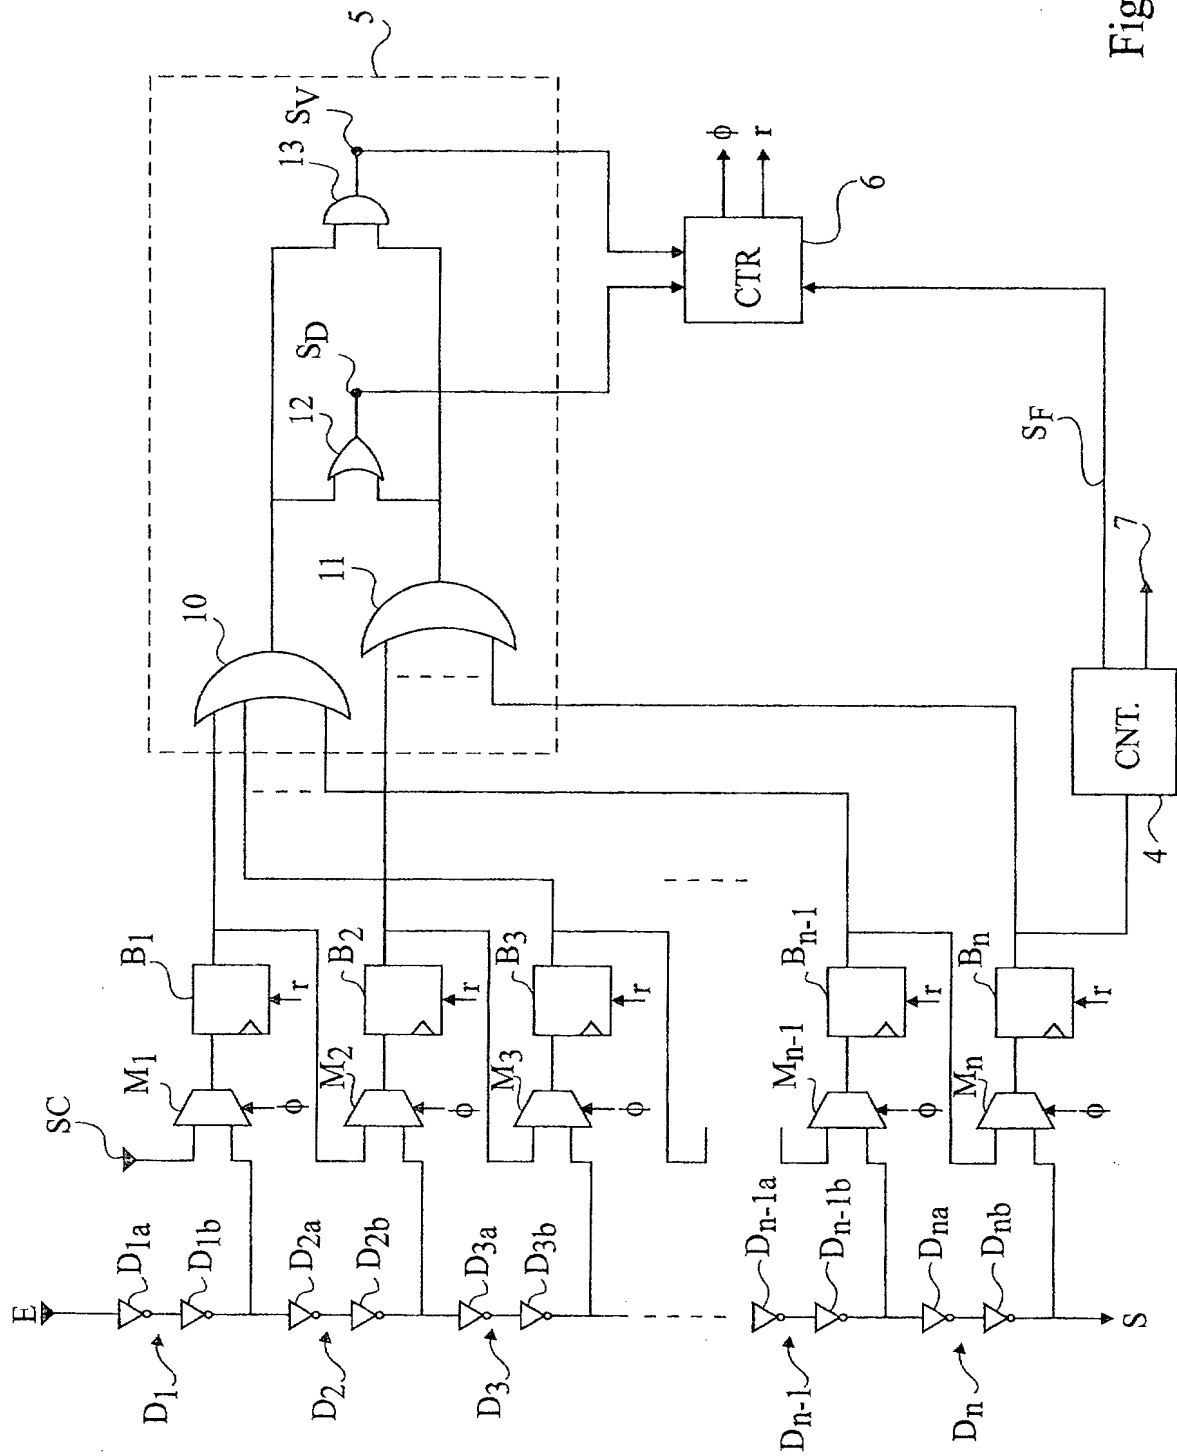 Fig
5
SV
13
SD
12
11
10
ϕ
r
6
CTR
SF
7
CNT.
4
B1
B2
B3
Bn-1
Bn
r
r
r
r
r
M1
M2
M3
Mn-1
Mn
SC
ϕ
ϕ
ϕ
ϕ
ϕ
E
D1a
D1b
D2a
D2b
D3a
D3b
Dn-1a
Dn-1b
Dna
Dnb
S
D1
D2
D3
Dn-1
Dn